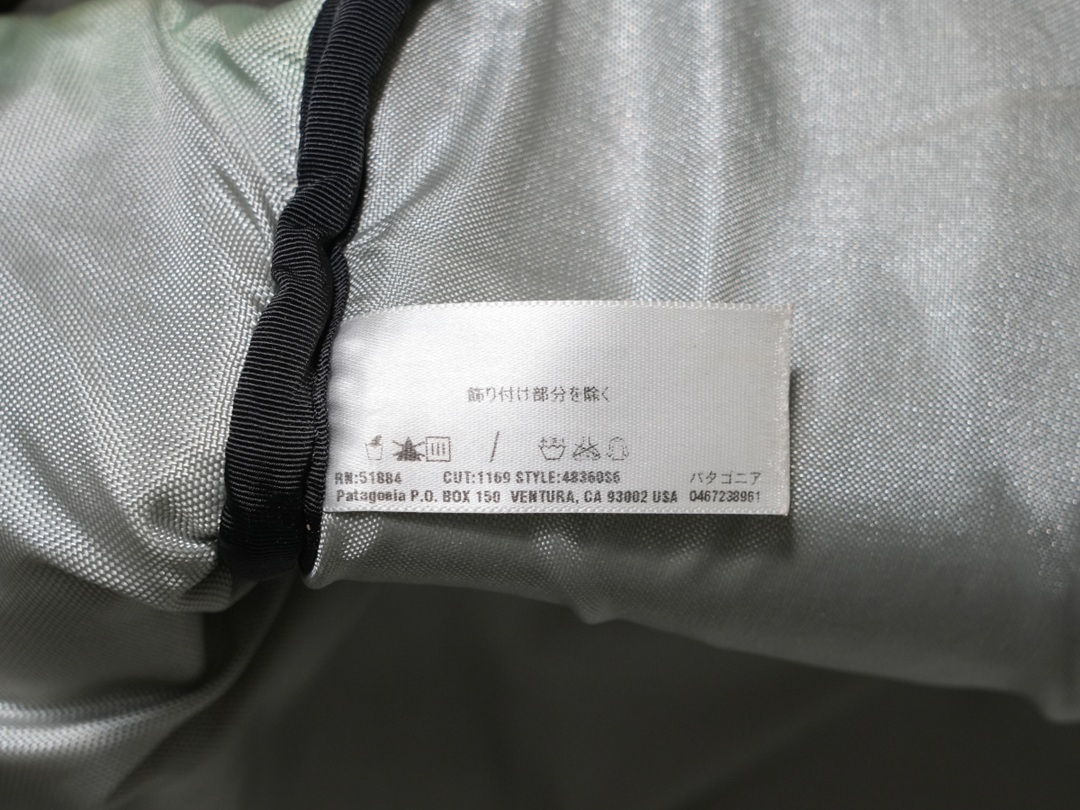 飾り付け部分を除く
RN:51884 CUT:1169 STYLE:48360S6 パタゴニア
Patagonia P.O. BOX 150 VENTURA, CA 93002 USA 0467238961